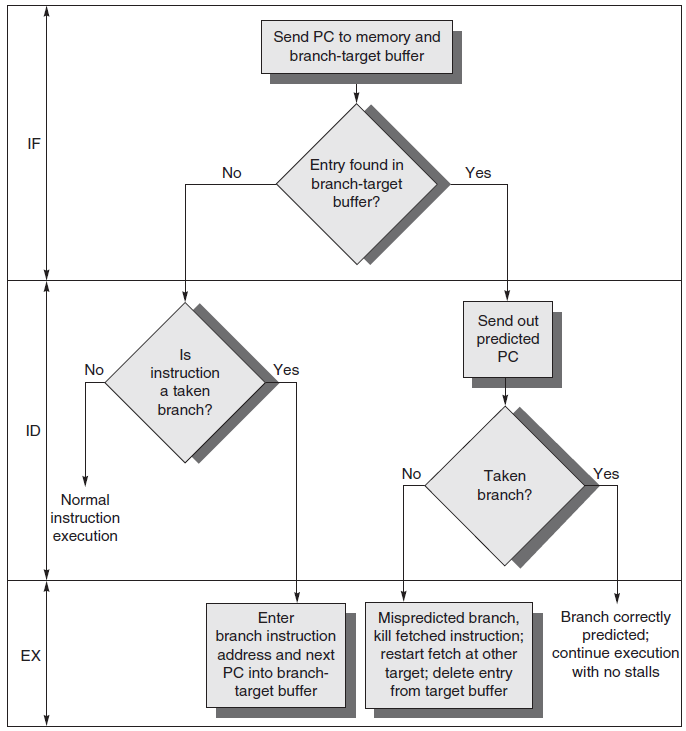 Send PC to memory and
branch-target buffer
IF
Entry found in
branch-target
buffer?
No
Yes
Send out
predicted
PC
Is
instruction
a taken
branch?
No
Yes
ID
Taken
branch?
No
Yes
Normal
instruction
execution
EX
Enter
branch instruction
address and next
PC into branch-
target buffer
Mispredicted branch,
kill fetched instruction;
restart fetch at other
target; delete entry
from target buffer
Branch correctly
predicted;
continue execution
with no stalls